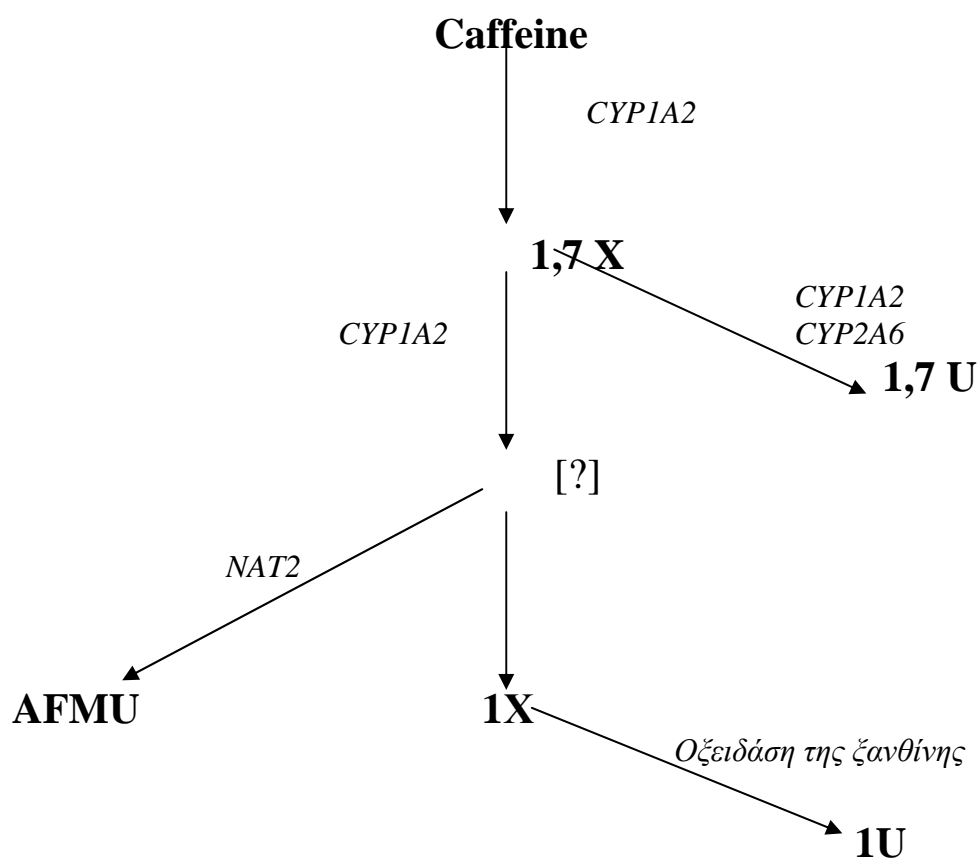 Caffeine
CYP1A2
1,7 X
CYP1A2
CYP1A2
CYP2A6
1,7 U
[?]
NAT2
AFMU
1X
Οξειδάση της ξανθίνης
1U